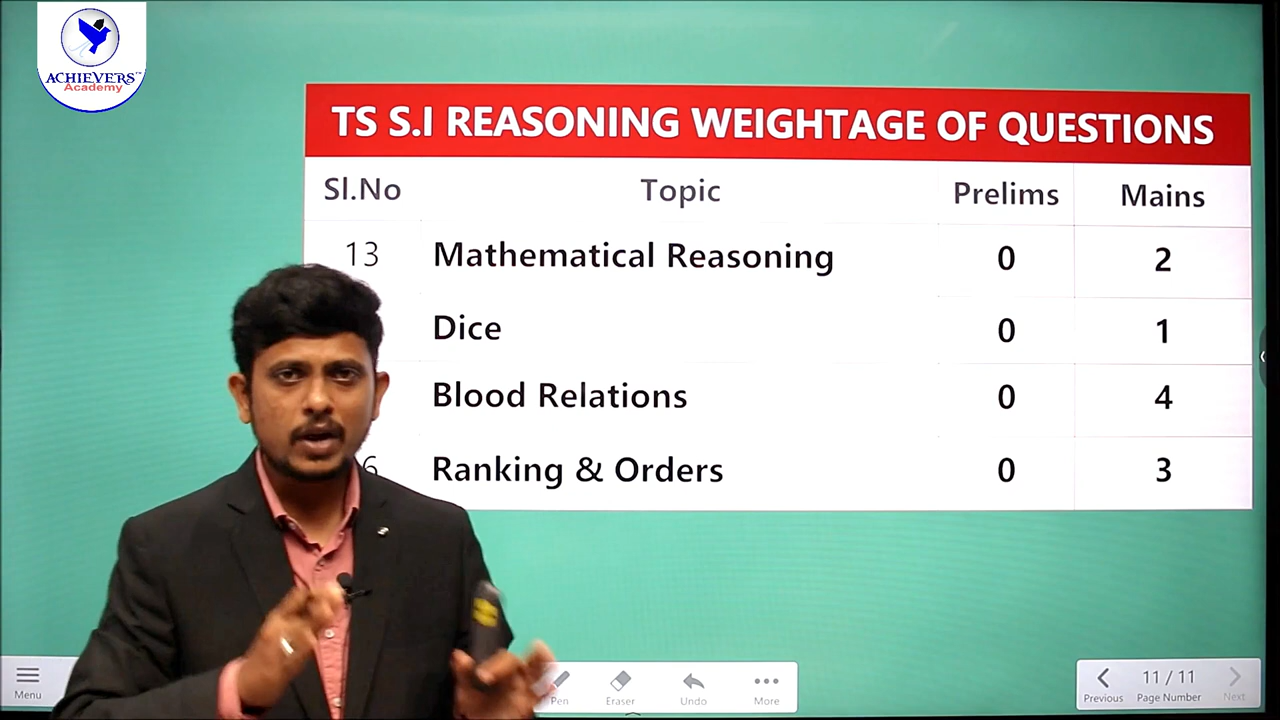 ACHIEVERS™
Academy
TS S.I REASONING WEIGHTAGE OF QUESTIONS
Sl.No Topic Prelims Mains
13 Mathematical Reasoning 0 2
Dice 0 1
Blood Relations 0 4
6 Ranking & Orders 0 3
Menu Pen Eraser Undo More
Previous 11 / 11 Page Number Next